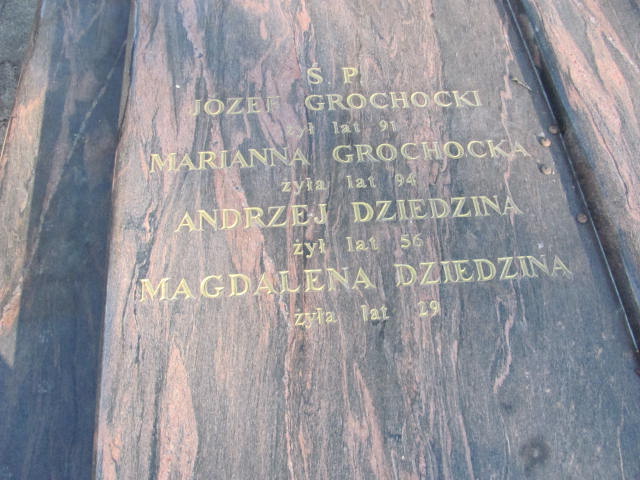 Ś P
JÓZEF GROCHOCKI
żył lat 91
MARIANNA GROCHOCKA
żyła lat 94
ANDRZEJ DZIEDZINA
żył lat 56
MAGDALENA DZIEDZINA
żyła lat 29